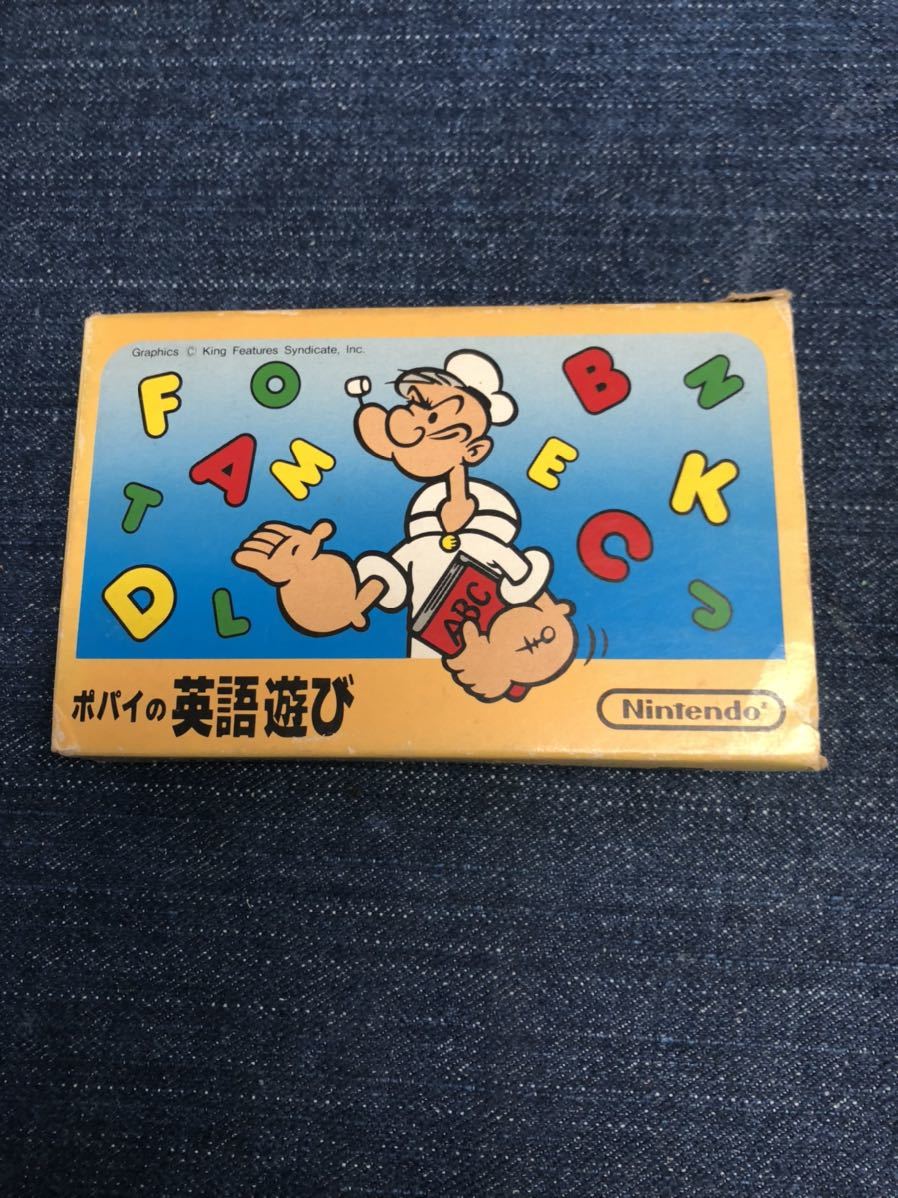 Graphics © King Features Syndicate, Inc.
F O B N
T A M E K
D L C J
ABC
ポパイの英語遊び
Nintendo®